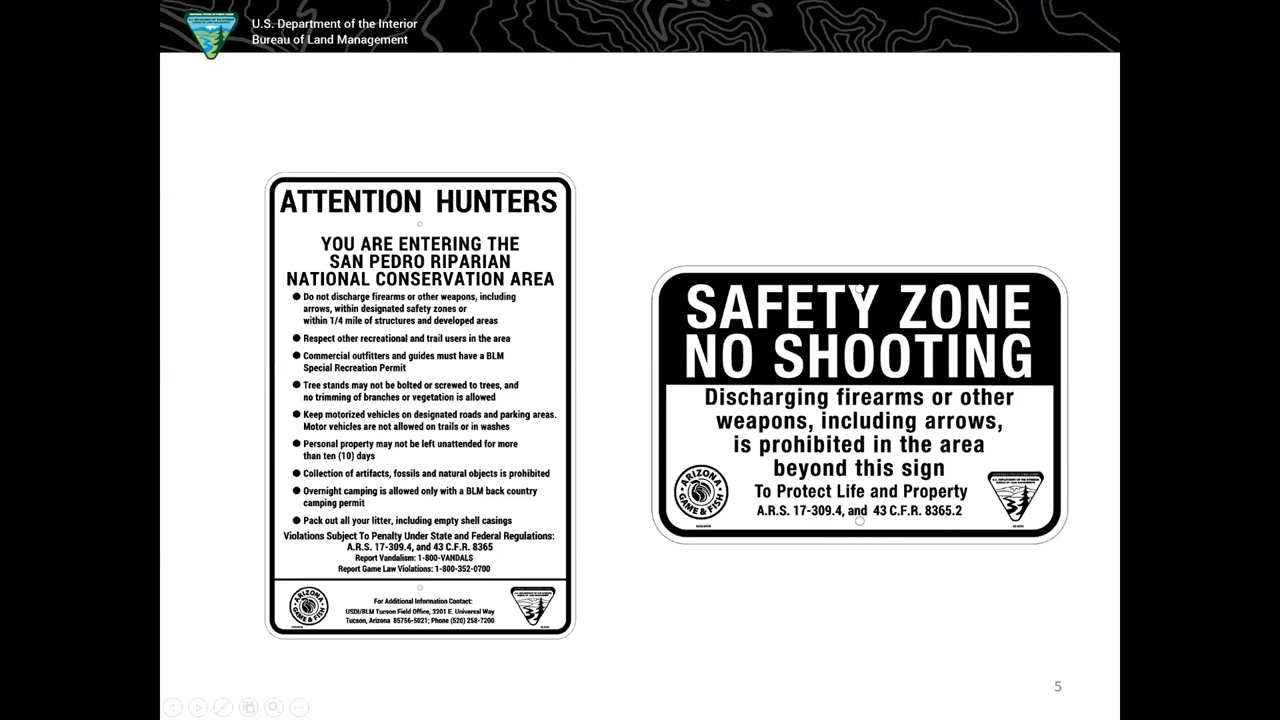 U.S. Department of the Interior
Bureau of Land Management
ATTENTION HUNTERS
YOU ARE ENTERING THE
SAN PEDRO RIPARIAN
NATIONAL CONSERVATION AREA
● Do not discharge firearms or other weapons, including
arrows, within designated safety zones or
within 1/4 mile of structures and developed areas
● Respect other recreational and trail users in the area
● Commercial outfitters and guides must have a BLM
Special Recreation Permit
● Tree stands may not be bolted or screwed to trees, and
no trimming of branches or vegetation is allowed
● Keep motorized vehicles on designated roads and parking areas.
Motor vehicles are not allowed on trails or in washes
● Personal property may not be left unattended for more
than ten (10) days
● Collection of artifacts, fossils and natural objects is prohibited
● Overnight camping is allowed only with a BLM back country
camping permit
● Pack out all your litter, including empty shell casings
Violations Subject To Penalty Under State and Federal Regulations:
A.R.S. 17-309.4, and 43 C.F.R. 8365
Report Vandalism: 1-800-VANDALS
Report Game Law Violations: 1-800-352-0700
ARIZONA
GAME & FISH
For Additional Information Contact:
USDI/BLM Tucson Field Office, 3201 E. Universal Way
Tucson, Arizona 85756-5021; Phone (520) 258-7200
SAFETY ZONE
NO SHOOTING
Discharging firearms or other
weapons, including arrows,
is prohibited in the area
beyond this sign
To Protect Life and Property
A.R.S. 17-309.4, and 43 C.F.R. 8365.2
ARIZONA
GAME & FISH
5